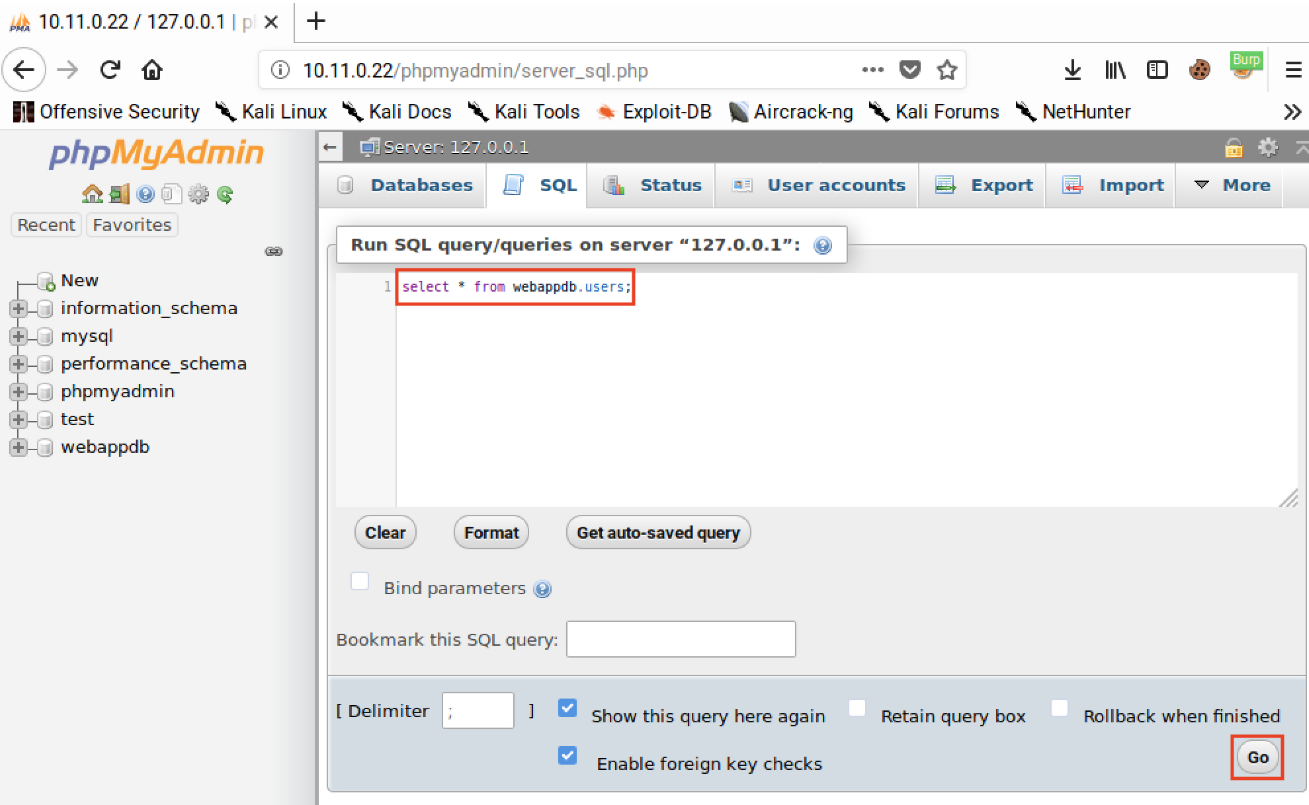 10.11.0.22 / 127.0.0.1 | p
10.11.0.22/phpmyadmin/server_sql.php
Burp
Offensive Security Kali Linux Kali Docs Kali Tools Exploit-DB Aircrack-ng Kali Forums NetHunter
phpMyAdmin
Recent Favorites
New
information_schema
mysql
performance_schema
phpmyadmin
test
webappdb
Server: 127.0.0.1
Databases SQL Status User accounts Export Import More
Run SQL query/queries on server “127.0.0.1”:
1 select * from webappdb.users;
Clear Format Get auto-saved query
Bind parameters
Bookmark this SQL query:
[ Delimiter ; ] Show this query here again Retain query box Rollback when finished
Enable foreign key checks Go